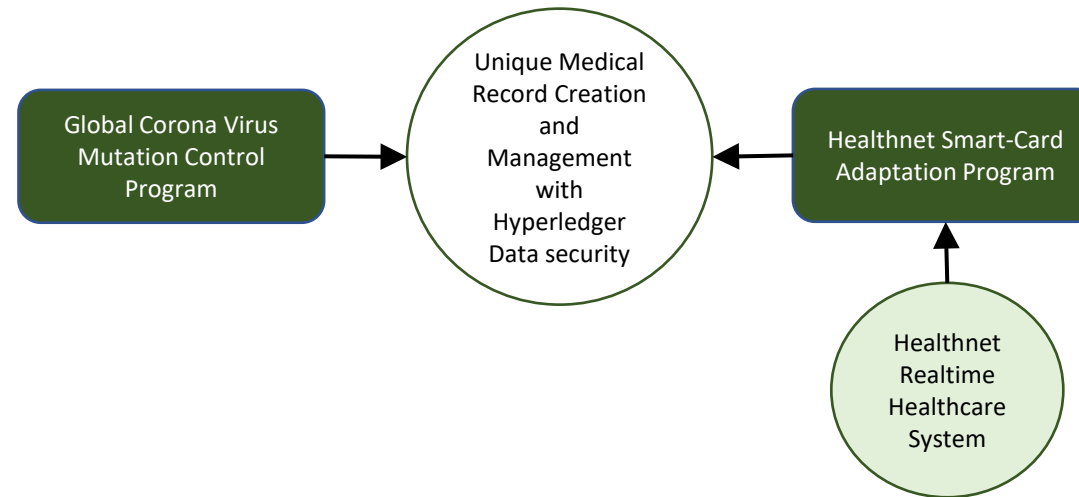 Global Corona Virus
Mutation Control
Program
Unique Medical
Record Creation
and
Management
with
Hyperledger
Data security
Healthnet Smart-Card
Adaptation Program
Healthnet
Realtime
Healthcare
System